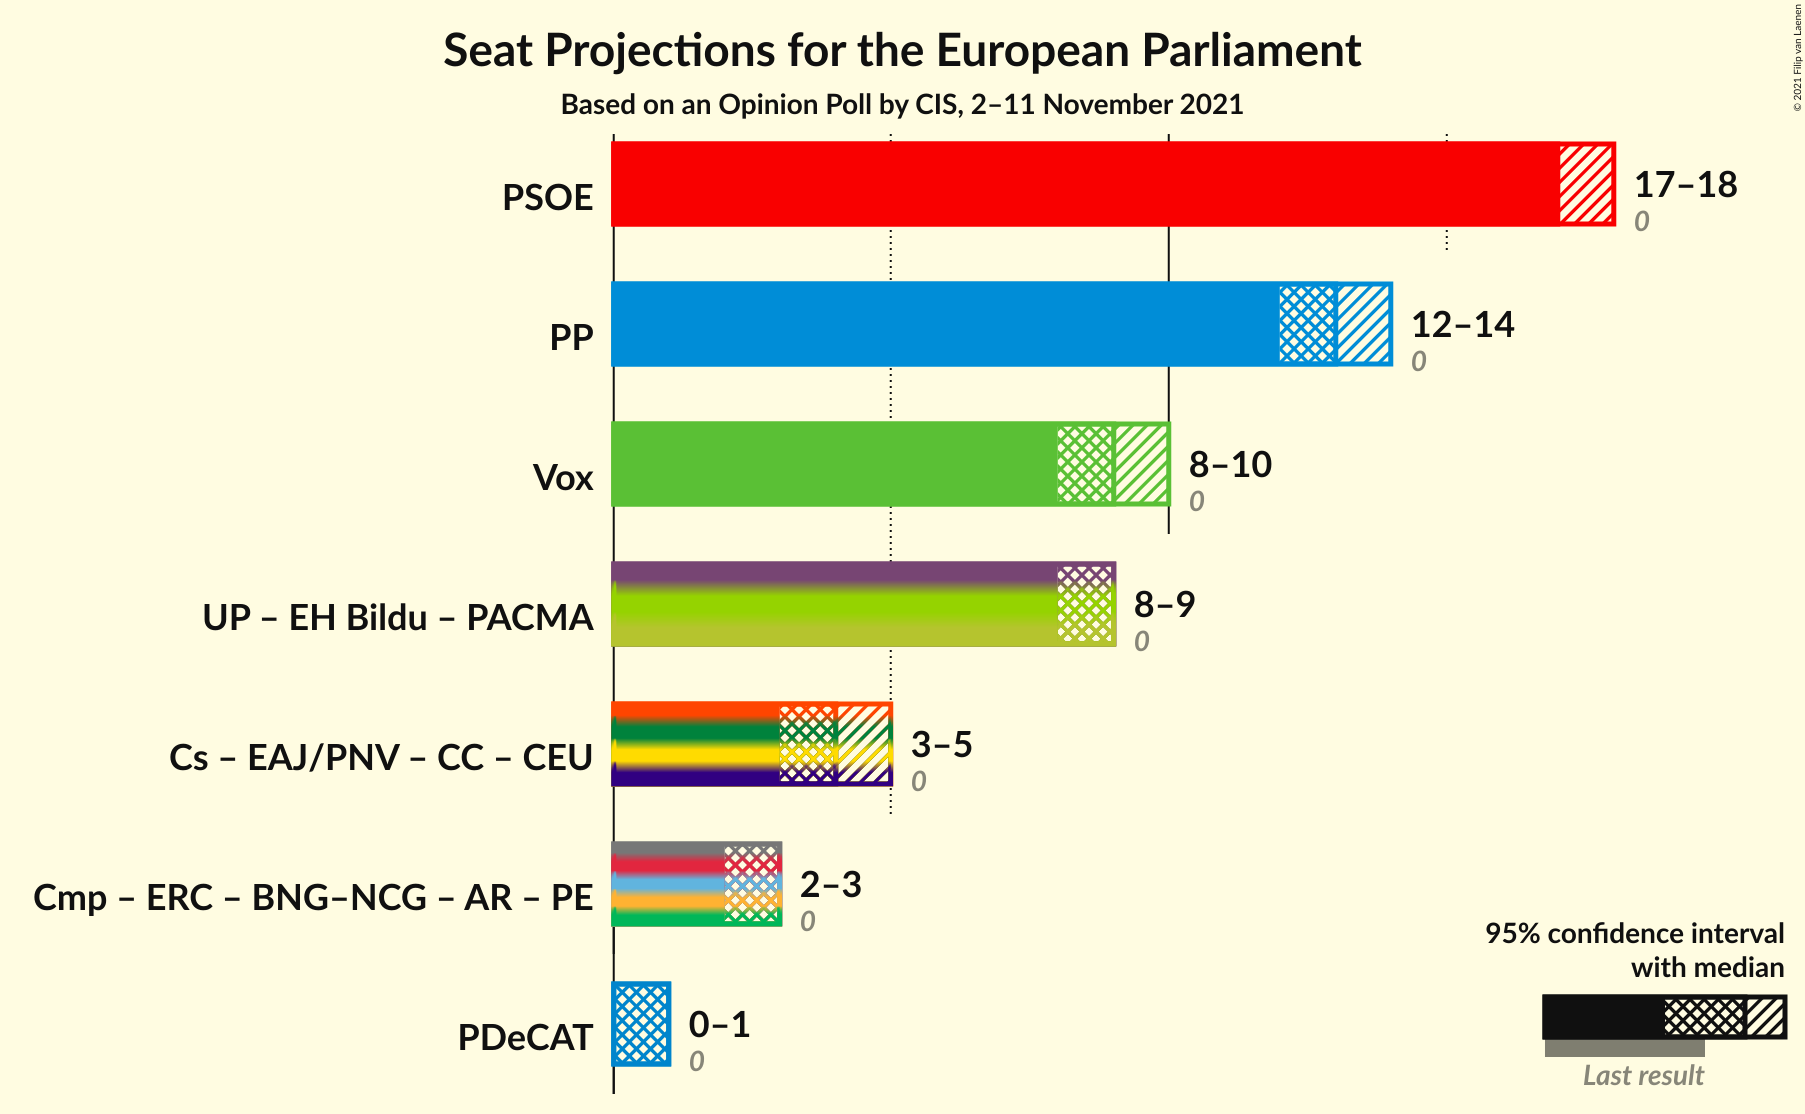 Seat Projections for the European Parliament
Based on an Opinion Poll by CIS, 2–11 November 2021
© 2021 Filip van Laenen
PSOE
17–18
0
PP
12–14
0
Vox
8–10
0
UP – EH Bildu – PACMA
8–9
0
Cs – EAJ/PNV – CC – CEU
3–5
0
Cmp – ERC – BNG–NCG – AR – PE
2–3
0
PDeCAT
0–1
0
95% confidence interval
with median
Last result